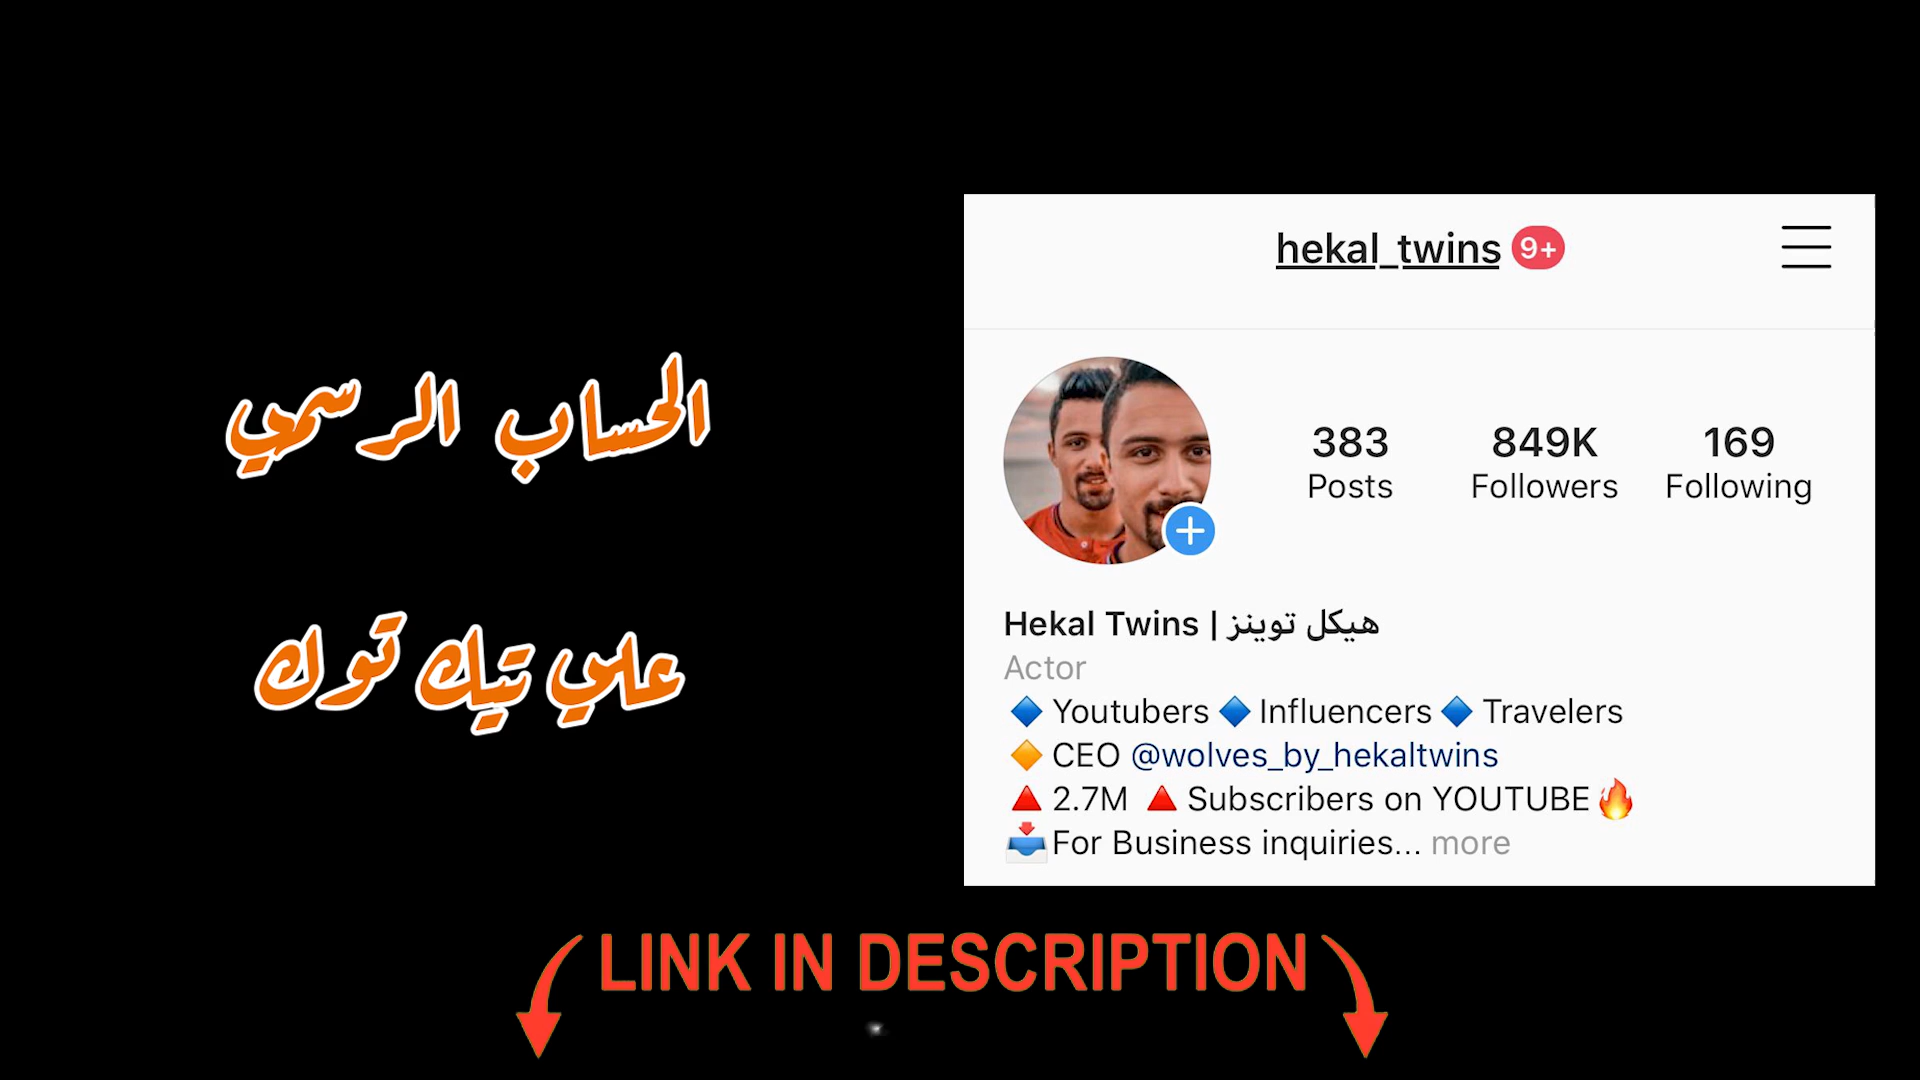 الحساب الرسمي
علي تيك توك
hekal_twins 9+
383 849K 169
Posts Followers Following
Hekal Twins | هيكل توينز
Actor
🔷 Youtubers 🔷 Influencers 🔷 Travelers
🔶 CEO @wolves_by_hekaltwins
🔺 2.7M 🔺 Subscribers on YOUTUBE🔥
📥For Business inquiries... more
LINK IN DESCRIPTION